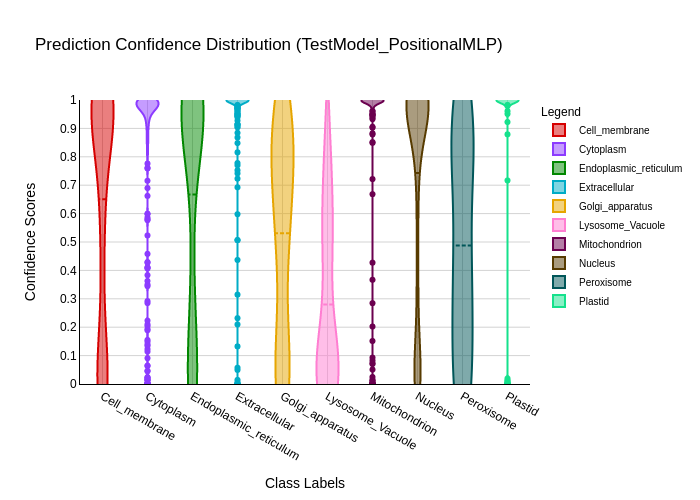 Prediction Confidence Distribution (TestModel_PositionalMLP)
Confidence Scores
1
0.9
0.8
0.7
0.6
0.5
0.4
0.3
0.2
0.1
0
Cell_membrane
Cytoplasm
Endoplasmic_reticulum
Extracellular
Golgi_apparatus
Lysosome_Vacuole
Mitochondrion
Nucleus
Peroxisome
Plastid
Class Labels
Legend
Cell_membrane
Cytoplasm
Endoplasmic_reticulum
Extracellular
Golgi_apparatus
Lysosome_Vacuole
Mitochondrion
Nucleus
Peroxisome
Plastid